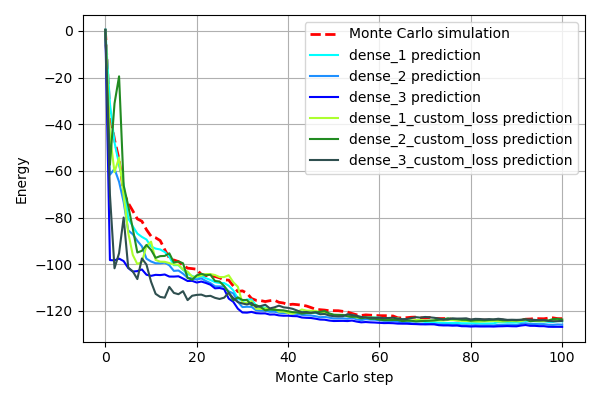 Monte Carlo simulation
dense_1 prediction
dense_2 prediction
dense_3 prediction
dense_1_custom_loss prediction
dense_2_custom_loss prediction
dense_3_custom_loss prediction
Energy
0
−20
−40
−60
−80
−100
−120
0 20 40 60 80 100
Monte Carlo step